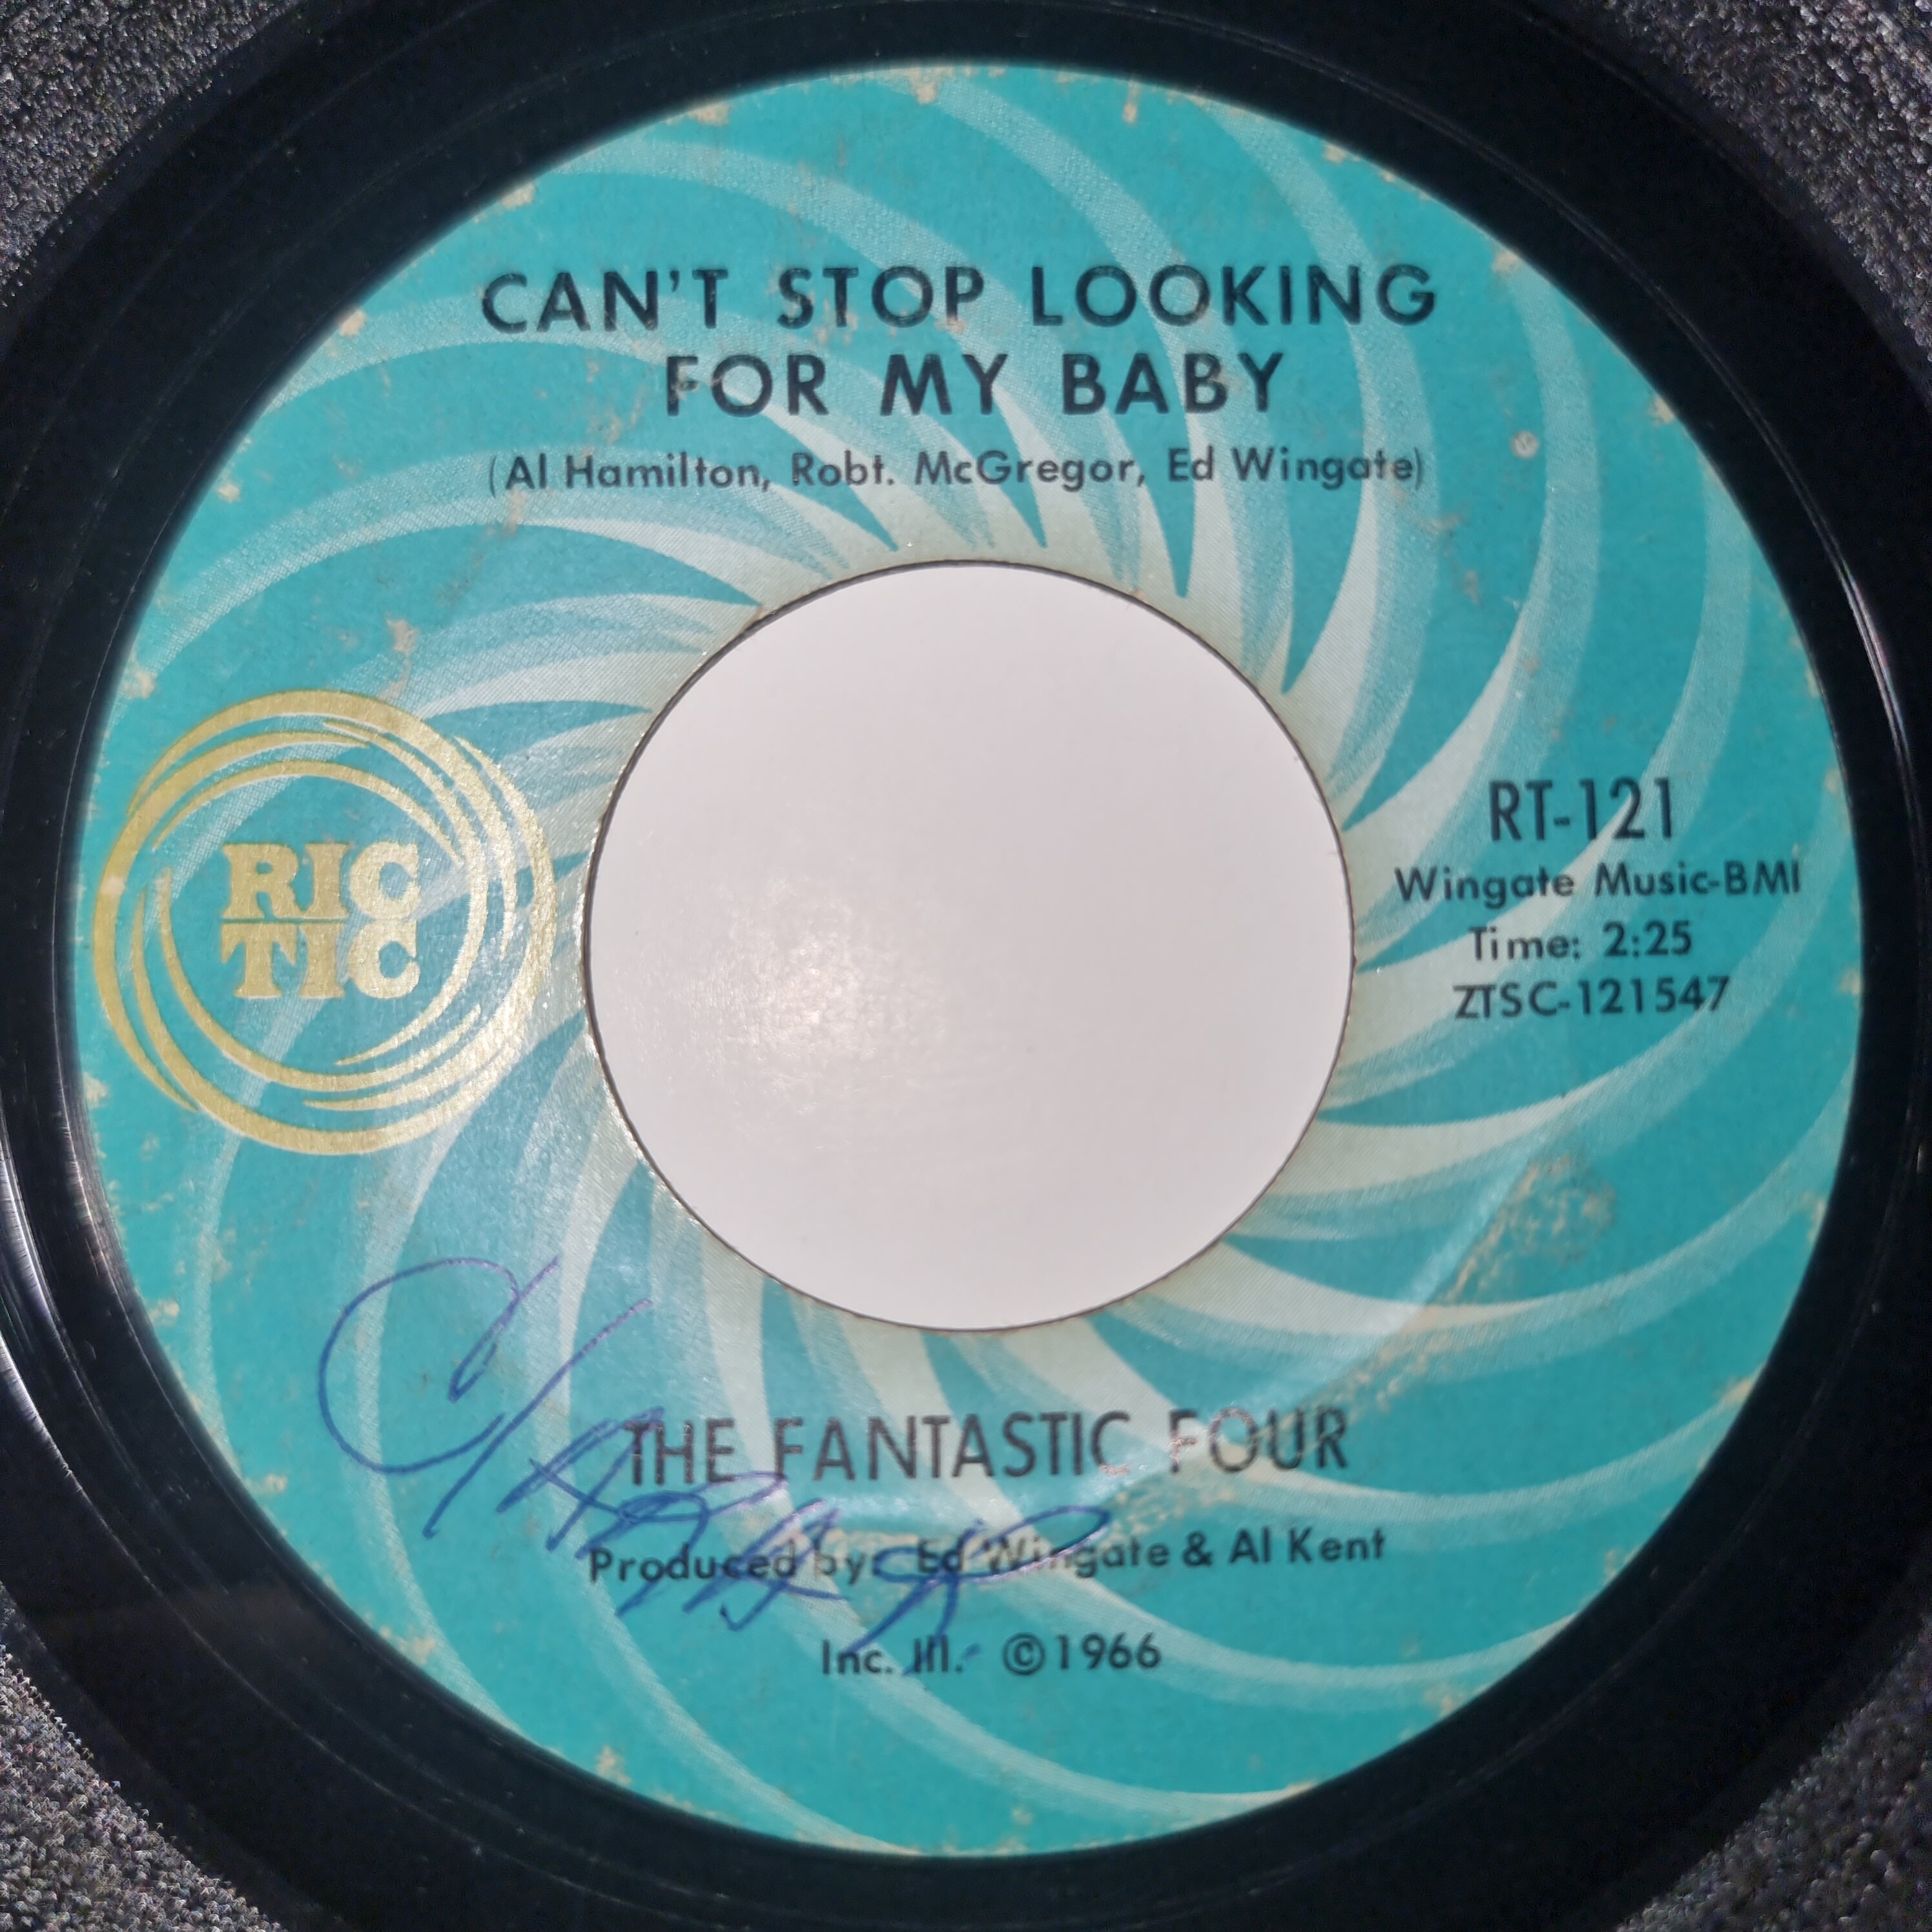 CAN'T STOP LOOKING
FOR MY BABY
(Al Hamilton, Robt. McGregor, Ed Wingate)
RIC
TIC
RT-121
Wingate Music-BMI
Time: 2:25
ZTSC-121547
THE FANTASTIC FOUR
Produced by: Ed Wingate & Al Kent
Inc. III. ©1966